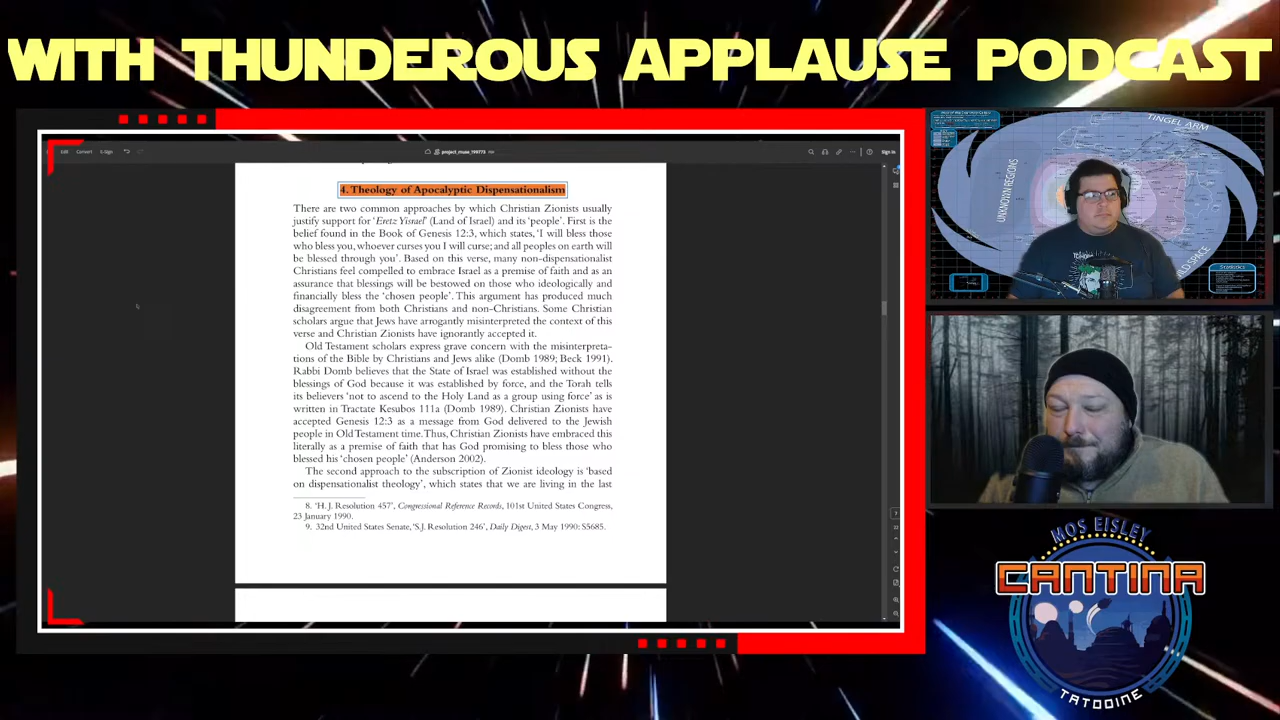 WITH THUNDEROUS APPLAUSE PODCAST
Edit Convert E-Sign
project_muse_199773
Sign in
4. Theology of Apocalyptic Dispensationalism
There are two common approaches by which Christian Zionists usually
justify support for ‘Eretz Yisrael’ (Land of Israel) and its ‘people’. First is the
belief found in the Book of Genesis 12:3, which states, ‘I will bless those
who bless you, whoever curses you I will curse; and all peoples on earth will
be blessed through you’. Based on this verse, many non-dispensationalist
Christians feel compelled to embrace Israel as a premise of faith and as an
assurance that blessings will be bestowed on those who ideologically and
financially bless the ‘chosen people’. This argument has produced much
disagreement from both Christians and non-Christians. Some Christian
scholars argue that Jews have arrogantly misinterpreted the context of this
verse and Christian Zionists have ignorantly accepted it.
Old Testament scholars express grave concern with the misinterpreta-
tions of the Bible by Christians and Jews alike (Domb 1989; Beck 1991).
Rabbi Domb believes that the State of Israel was established without the
blessings of God because it was established by force, and the Torah tells
its believers ‘not to ascend to the Holy Land as a group using force’ as is
written in Tractate Kesubos 111a (Domb 1989). Christian Zionists have
accepted Genesis 12:3 as a message from God delivered to the Jewish
people in Old Testament time. Thus, Christian Zionists have embraced this
literally as a premise of faith that has God promising to bless those who
blessed his ‘chosen people’ (Anderson 2002).
The second approach to the subscription of Zionist ideology is ‘based
on dispensationalist theology’, which states that we are living in the last
8. ‘H. J. Resolution 457’, Congressional Reference Records, 101st United States Congress,
23 January 1990.
9. 32nd United States Senate, ‘S.J. Resolution 246’, Daily Digest, 3 May 1990: S5685.
TINGEL ARM
UNKNOWN REGIONS
WILD SPACE
Statistics
MOS EISLEY
CANTINA
TATOOINE